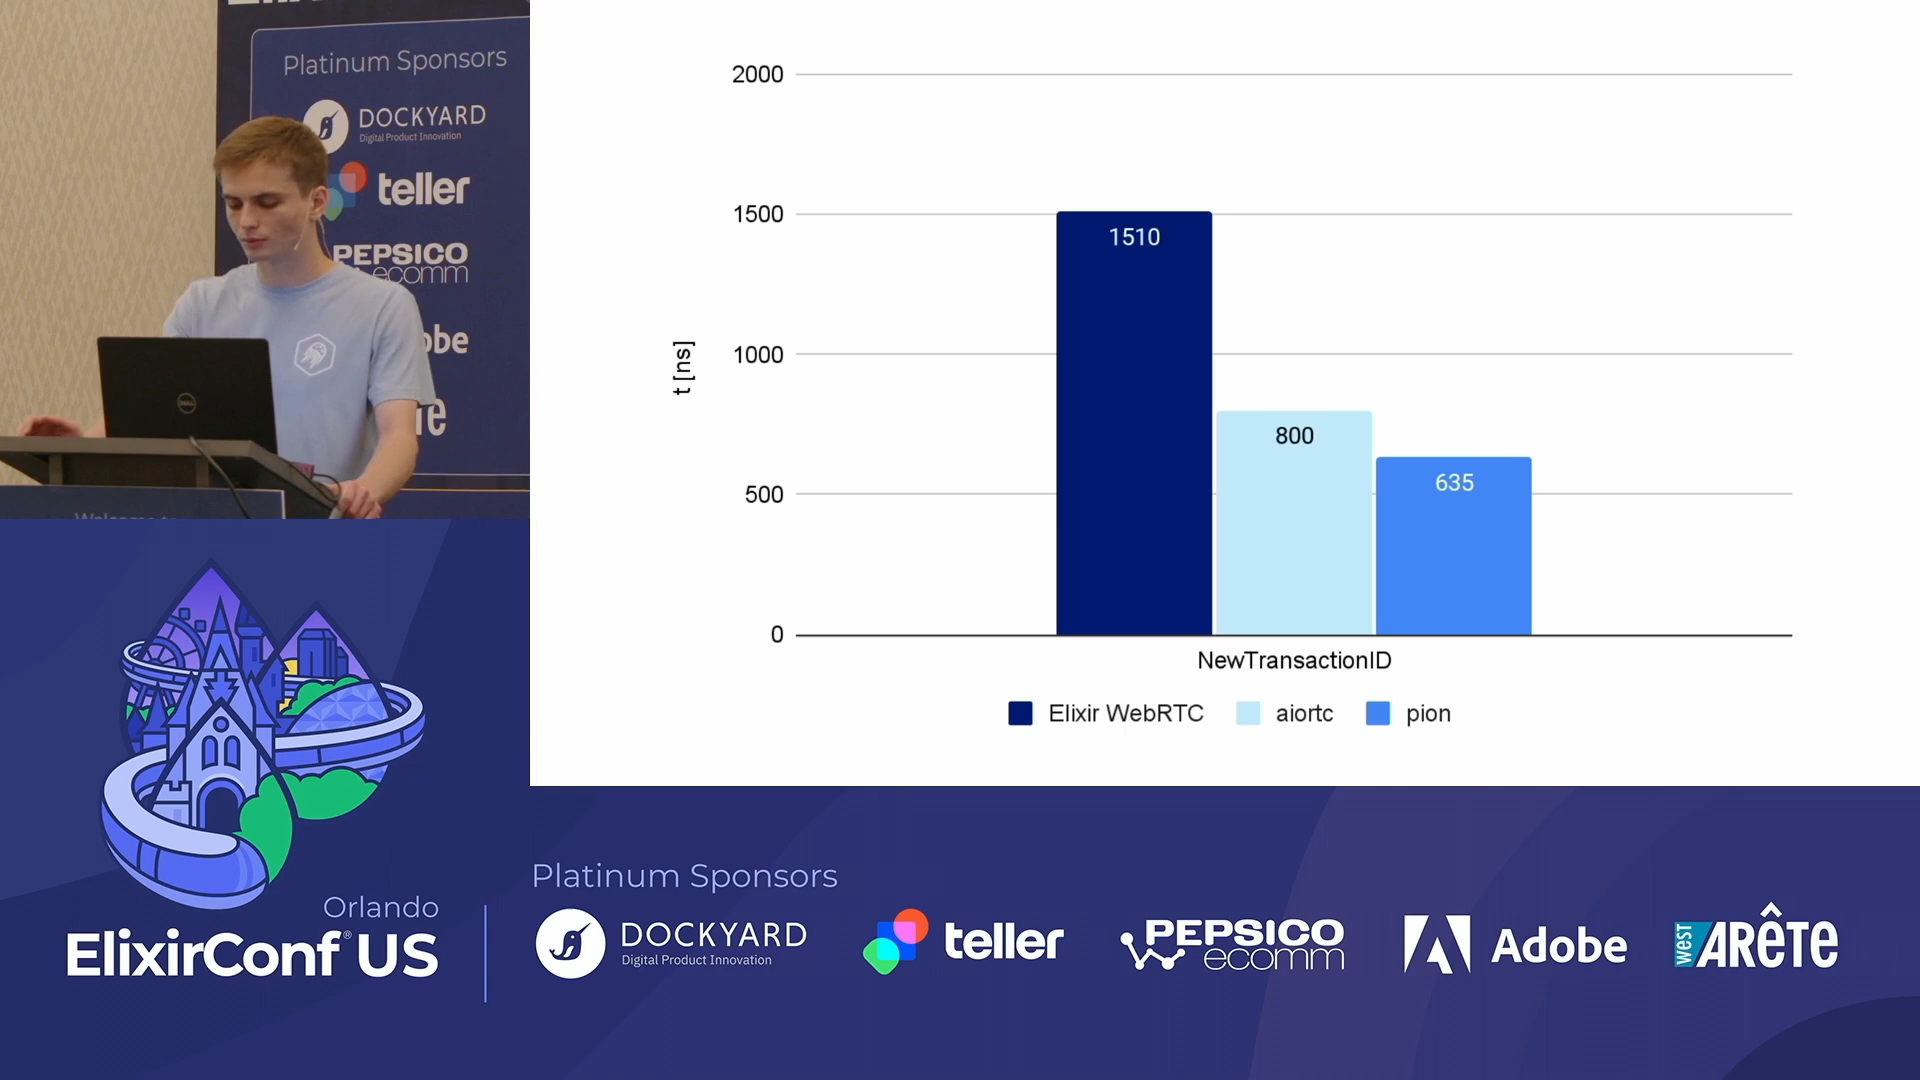 Platinum Sponsors
DOCKYARD
Digital Product Innovation
teller
PEPSICO
ecomm
2000
1500
1000
500
0
t [ns]
1510
800
635
NewTransactionID
Elixir WebRTC
aiortc
pion
Orlando
ElixirConf® US
Platinum Sponsors
DOCKYARD
Digital Product Innovation
teller
PEPSICO
ecomm
Adobe
west ARÊTE